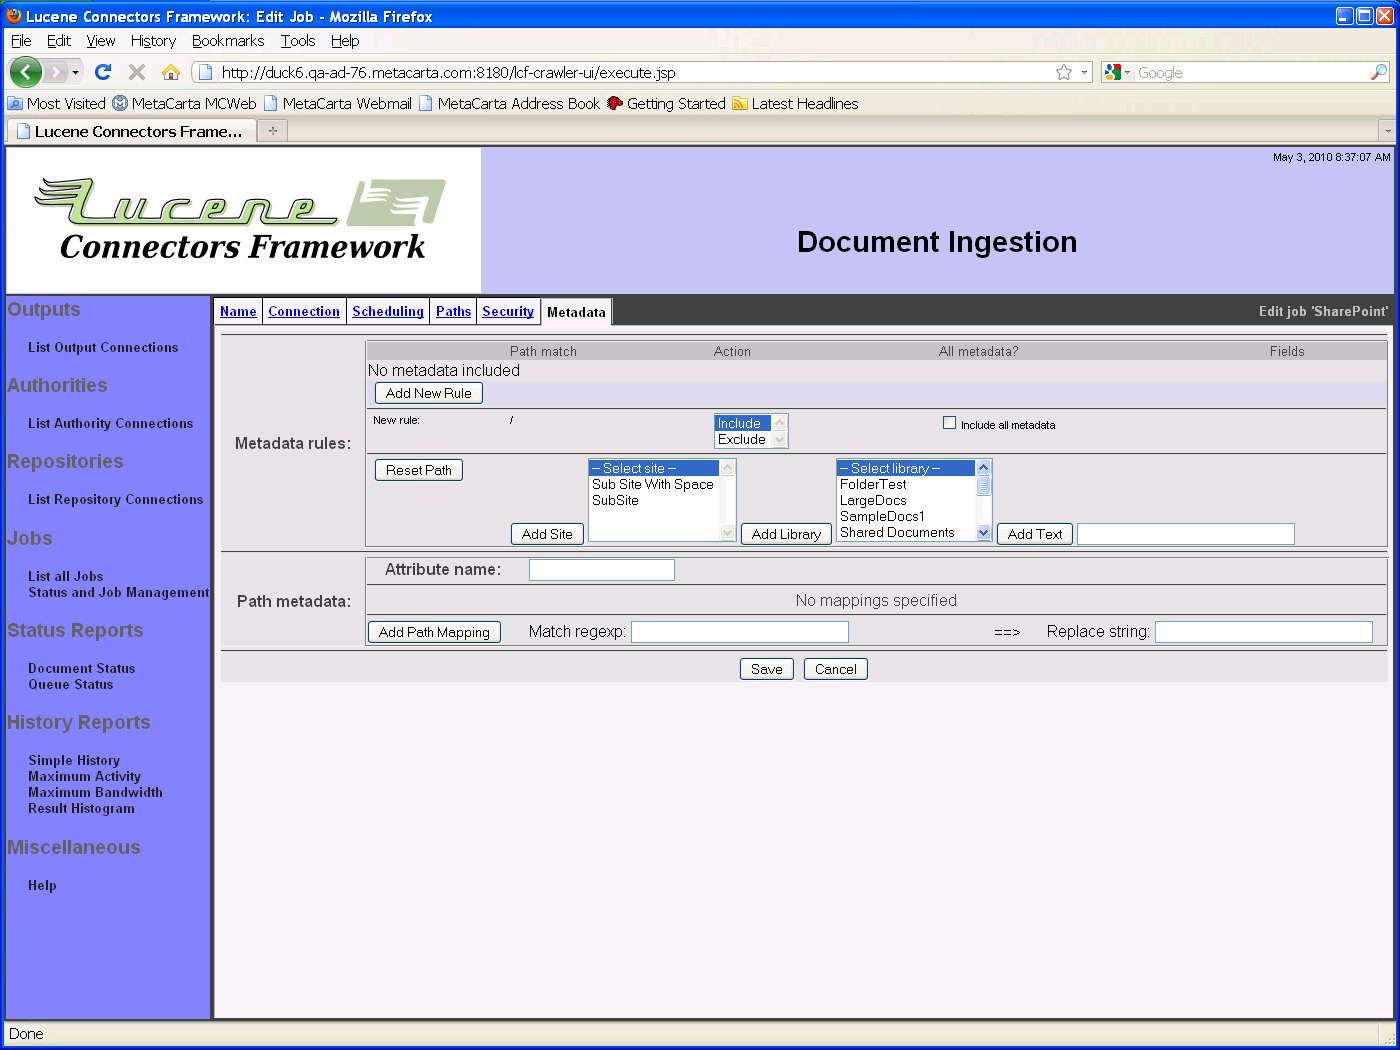 Lucene Connectors Framework: Edit Job - Mozilla Firefox
File Edit View History Bookmarks Tools Help
http://duck6.qa-ad-76.metacarta.com:8180/lcf-crawler-ui/execute.jsp
Google
Most Visited MetaCarta MCWeb MetaCarta Webmail MetaCarta Address Book Getting Started Latest Headlines
Lucene Connectors Frame...
May 3, 2010 8:37:07 AM
Lucene
Connectors Framework
Document Ingestion
Outputs
List Output Connections
Authorities
List Authority Connections
Repositories
List Repository Connections
Jobs
List all Jobs
Status and Job Management
Status Reports
Document Status
Queue Status
History Reports
Simple History
Maximum Activity
Maximum Bandwidth
Result Histogram
Miscellaneous
Help
Name Connection Scheduling Paths Security Metadata
Edit job 'SharePoint'
Metadata rules:
Path match Action All metadata? Fields
No metadata included
Add New Rule
New rule: / Include Include all metadata
Exclude
Reset Path
-- Select site --
Sub Site With Space
SubSite
-- Select library --
FolderTest
LargeDocs
SampleDocs1
Shared Documents
Add Site Add Library Add Text
Path metadata:
Attribute name:
No mappings specified
Add Path Mapping Match regexp: ==> Replace string:
Save Cancel
Done